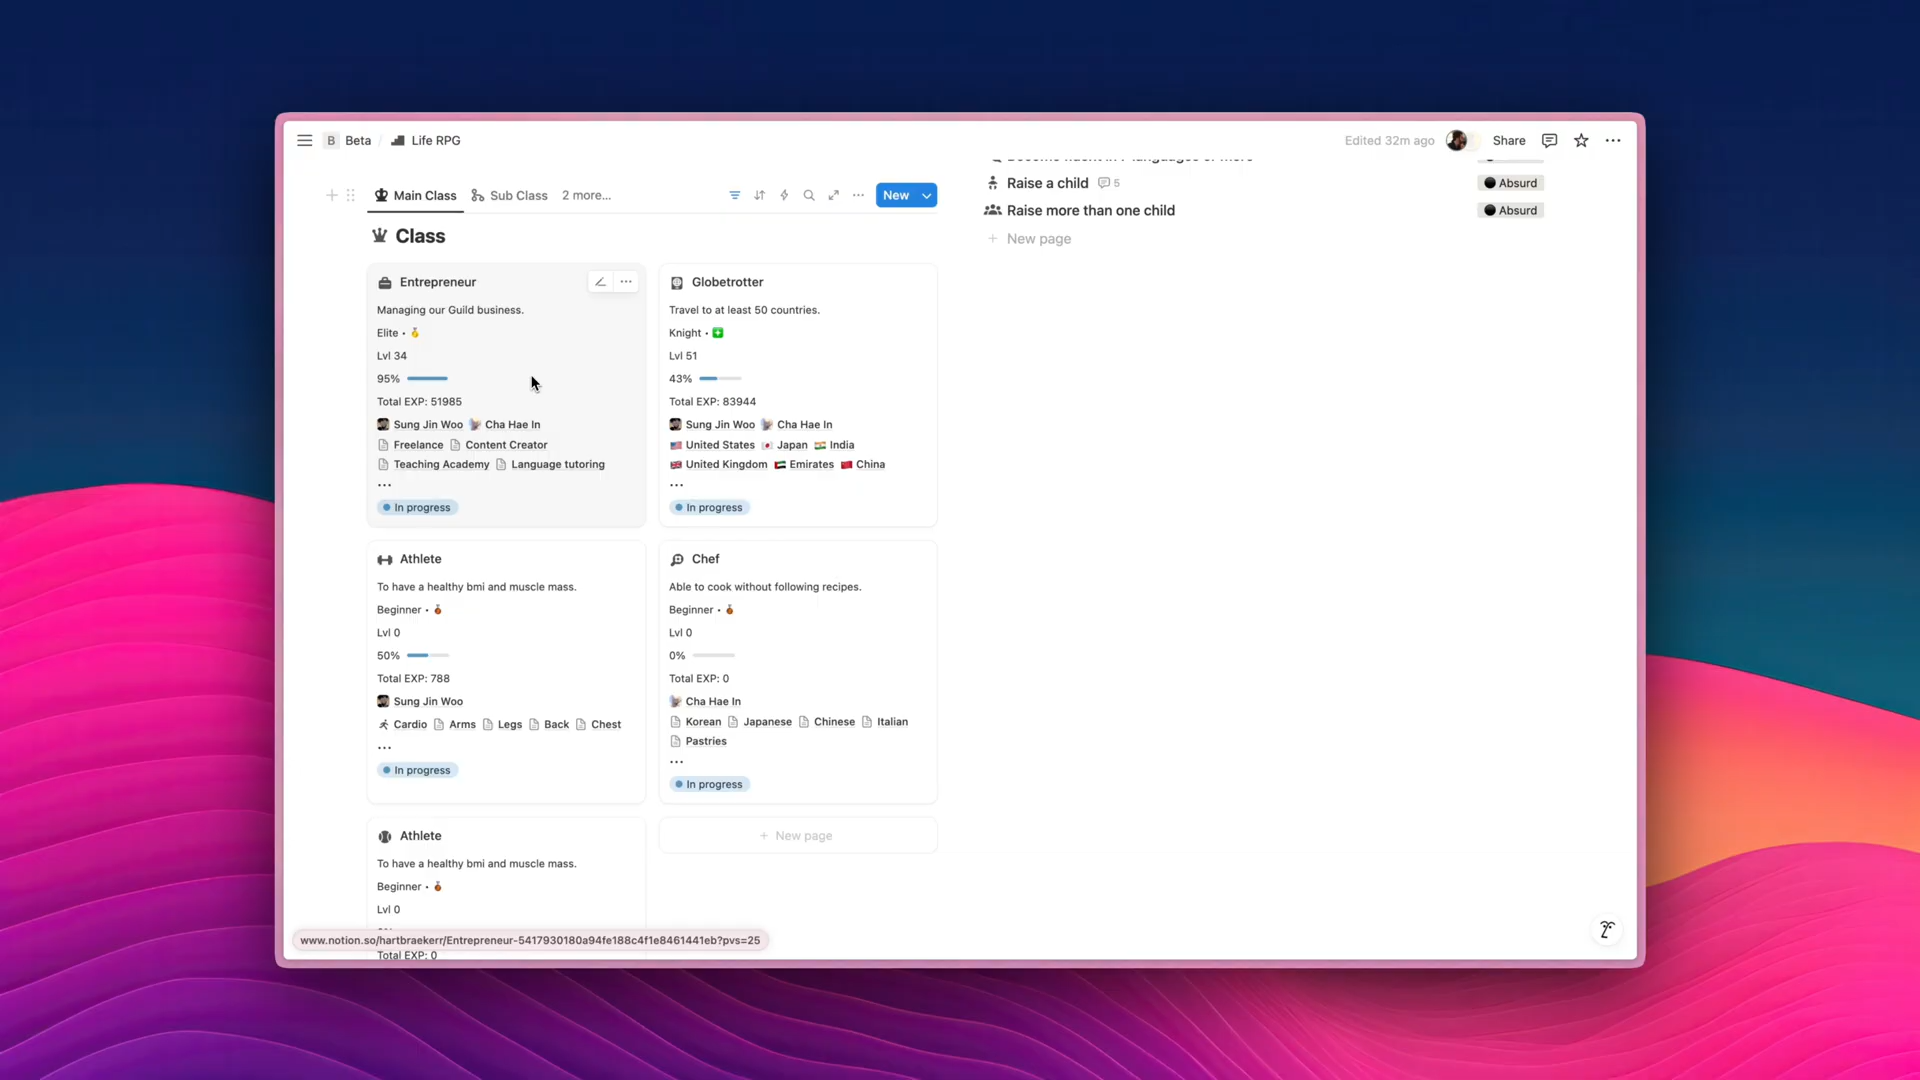 B Beta / Life RPG
Edited 32m ago Share
Main Class Sub Class 2 more... New
Class
Entrepreneur
Managing our Guild business.
Elite •
Lvl 34
95%
Total EXP: 51985
Sung Jin Woo Cha Hae In
Freelance Content Creator
Teaching Academy Language tutoring
...
In progress
Globetrotter
Travel to at least 50 countries.
Knight •
Lvl 51
43%
Total EXP: 83944
Sung Jin Woo Cha Hae In
United States Japan India
United Kingdom Emirates China
...
In progress
Athlete
To have a healthy bmi and muscle mass.
Beginner •
Lvl 0
50%
Total EXP: 788
Sung Jin Woo
Cardio Arms Legs Back Chest
...
In progress
Chef
Able to cook without following recipes.
Beginner •
Lvl 0
0%
Total EXP: 0
Cha Hae In
Korean Japanese Chinese Italian
Pastries
...
In progress
Athlete
To have a healthy bmi and muscle mass.
Beginner •
Lvl 0
Total EXP: 0
+ New page
Raise a child 5 Absurd
Raise more than one child Absurd
+ New page
www.notion.so/hartbraekerr/Entrepreneur-5417930180a94fe188c4f1e8461441eb?pvs=25